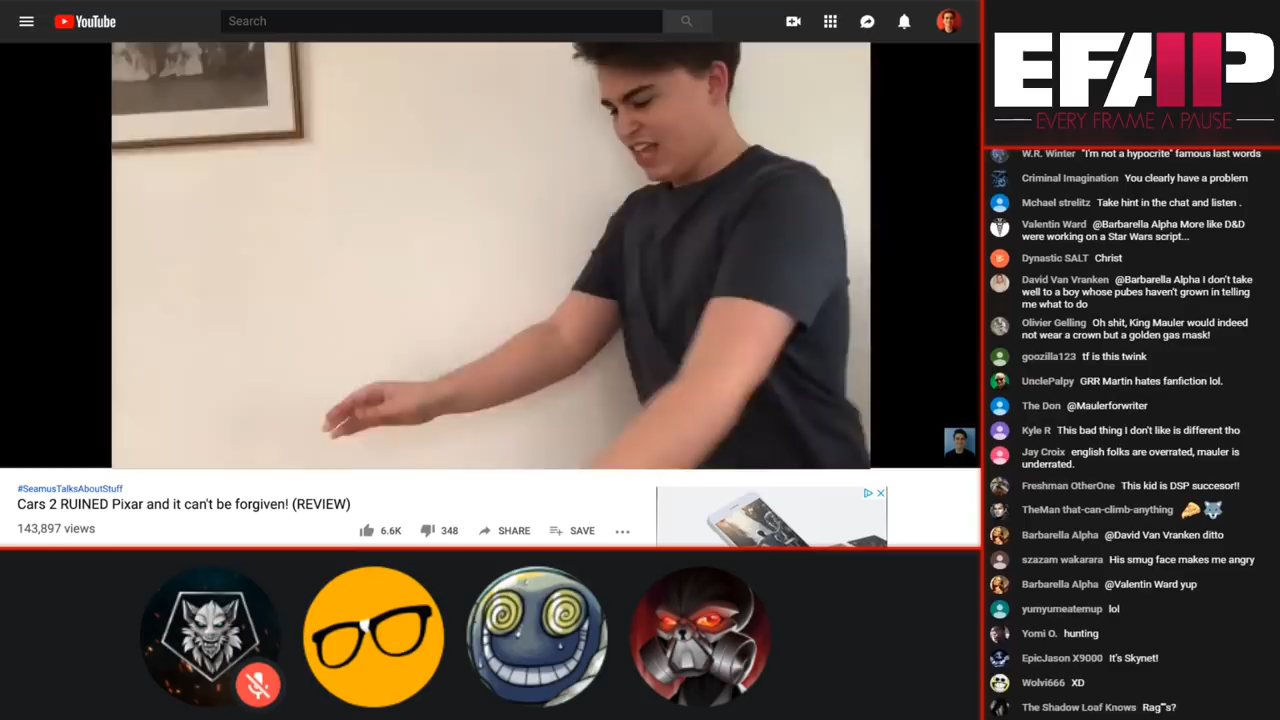 YouTube
Search
EFAP
EVERY FRAME A PAUSE
W.R. Winter "I'm not a hypocrite" famous last words
Criminal Imagination You clearly have a problem
Mchael strelitz Take hint in the chat and listen .
Valentin Ward @Barbarella Alpha More like D&D
were working on a Star Wars script...
Dynastic SALT Christ
David Van Vranken @Barbarella Alpha I don't take
well to a boy whose pubes haven't grown in telling
me what to do
Olivier Gelling Oh shit, King Mauler would indeed
not wear a crown but a golden gas mask!
goozilla123 tf is this twink
UnclePalpy GRR Martin hates fanfiction lol.
The Don @Maulerforwriter
Kyle R This bad thing I don't like is different tho
Jay Croix english folks are overrated, mauler is
underrated.
Freshman OtherOne This kid is DSP succesor!!
TheMan that-can-climb-anything
Barbarella Alpha @David Van Vranken ditto
szazam wakarara His smug face makes me angry
Barbarella Alpha @Valentin Ward yup
yumyumeatemup lol
Yomi O. hunting
EpicJason X9000 It's Skynet!
Wolvi666 XD
The Shadow Loaf Knows Rag""s?
#SeamusTalksAboutStuff
Cars 2 RUINED Pixar and it can't be forgiven! (REVIEW)
143,897 views
6.6K
348
SHARE
SAVE